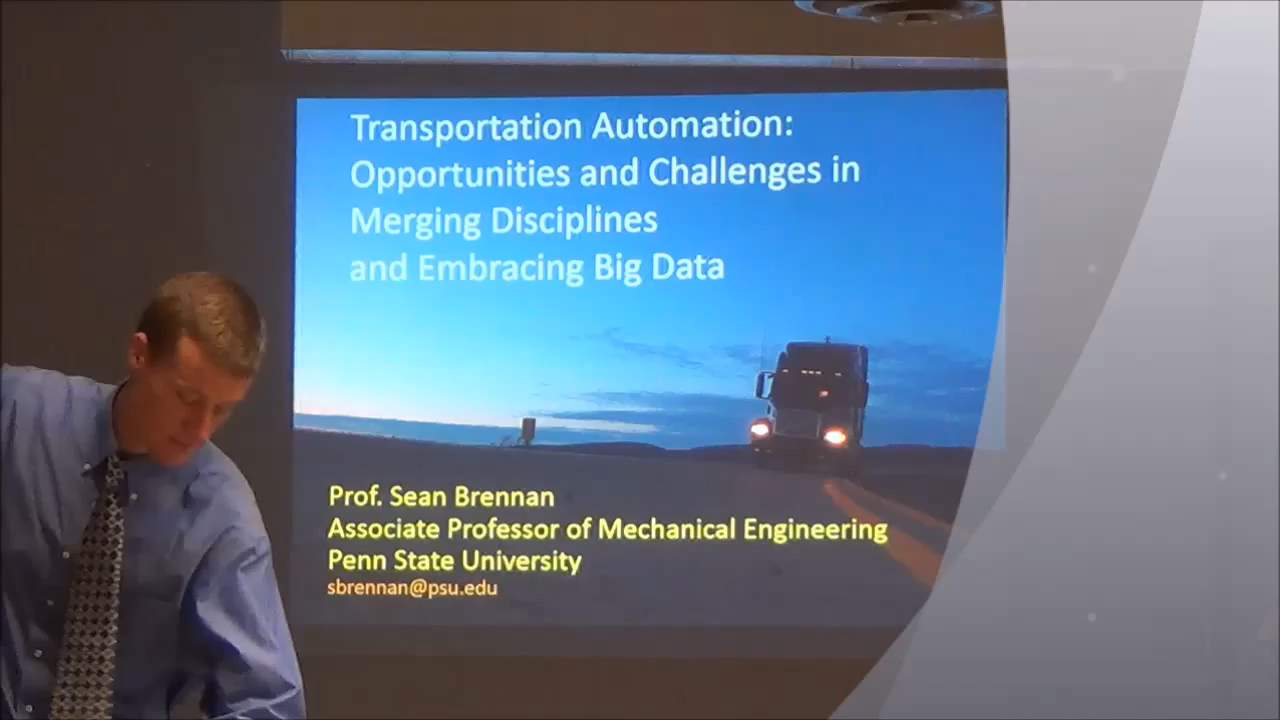 Transportation Automation:
Opportunities and Challenges in
Merging Disciplines
and Embracing Big Data
Prof. Sean Brennan
Associate Professor of Mechanical Engineering
Penn State University
sbrennan@psu.edu